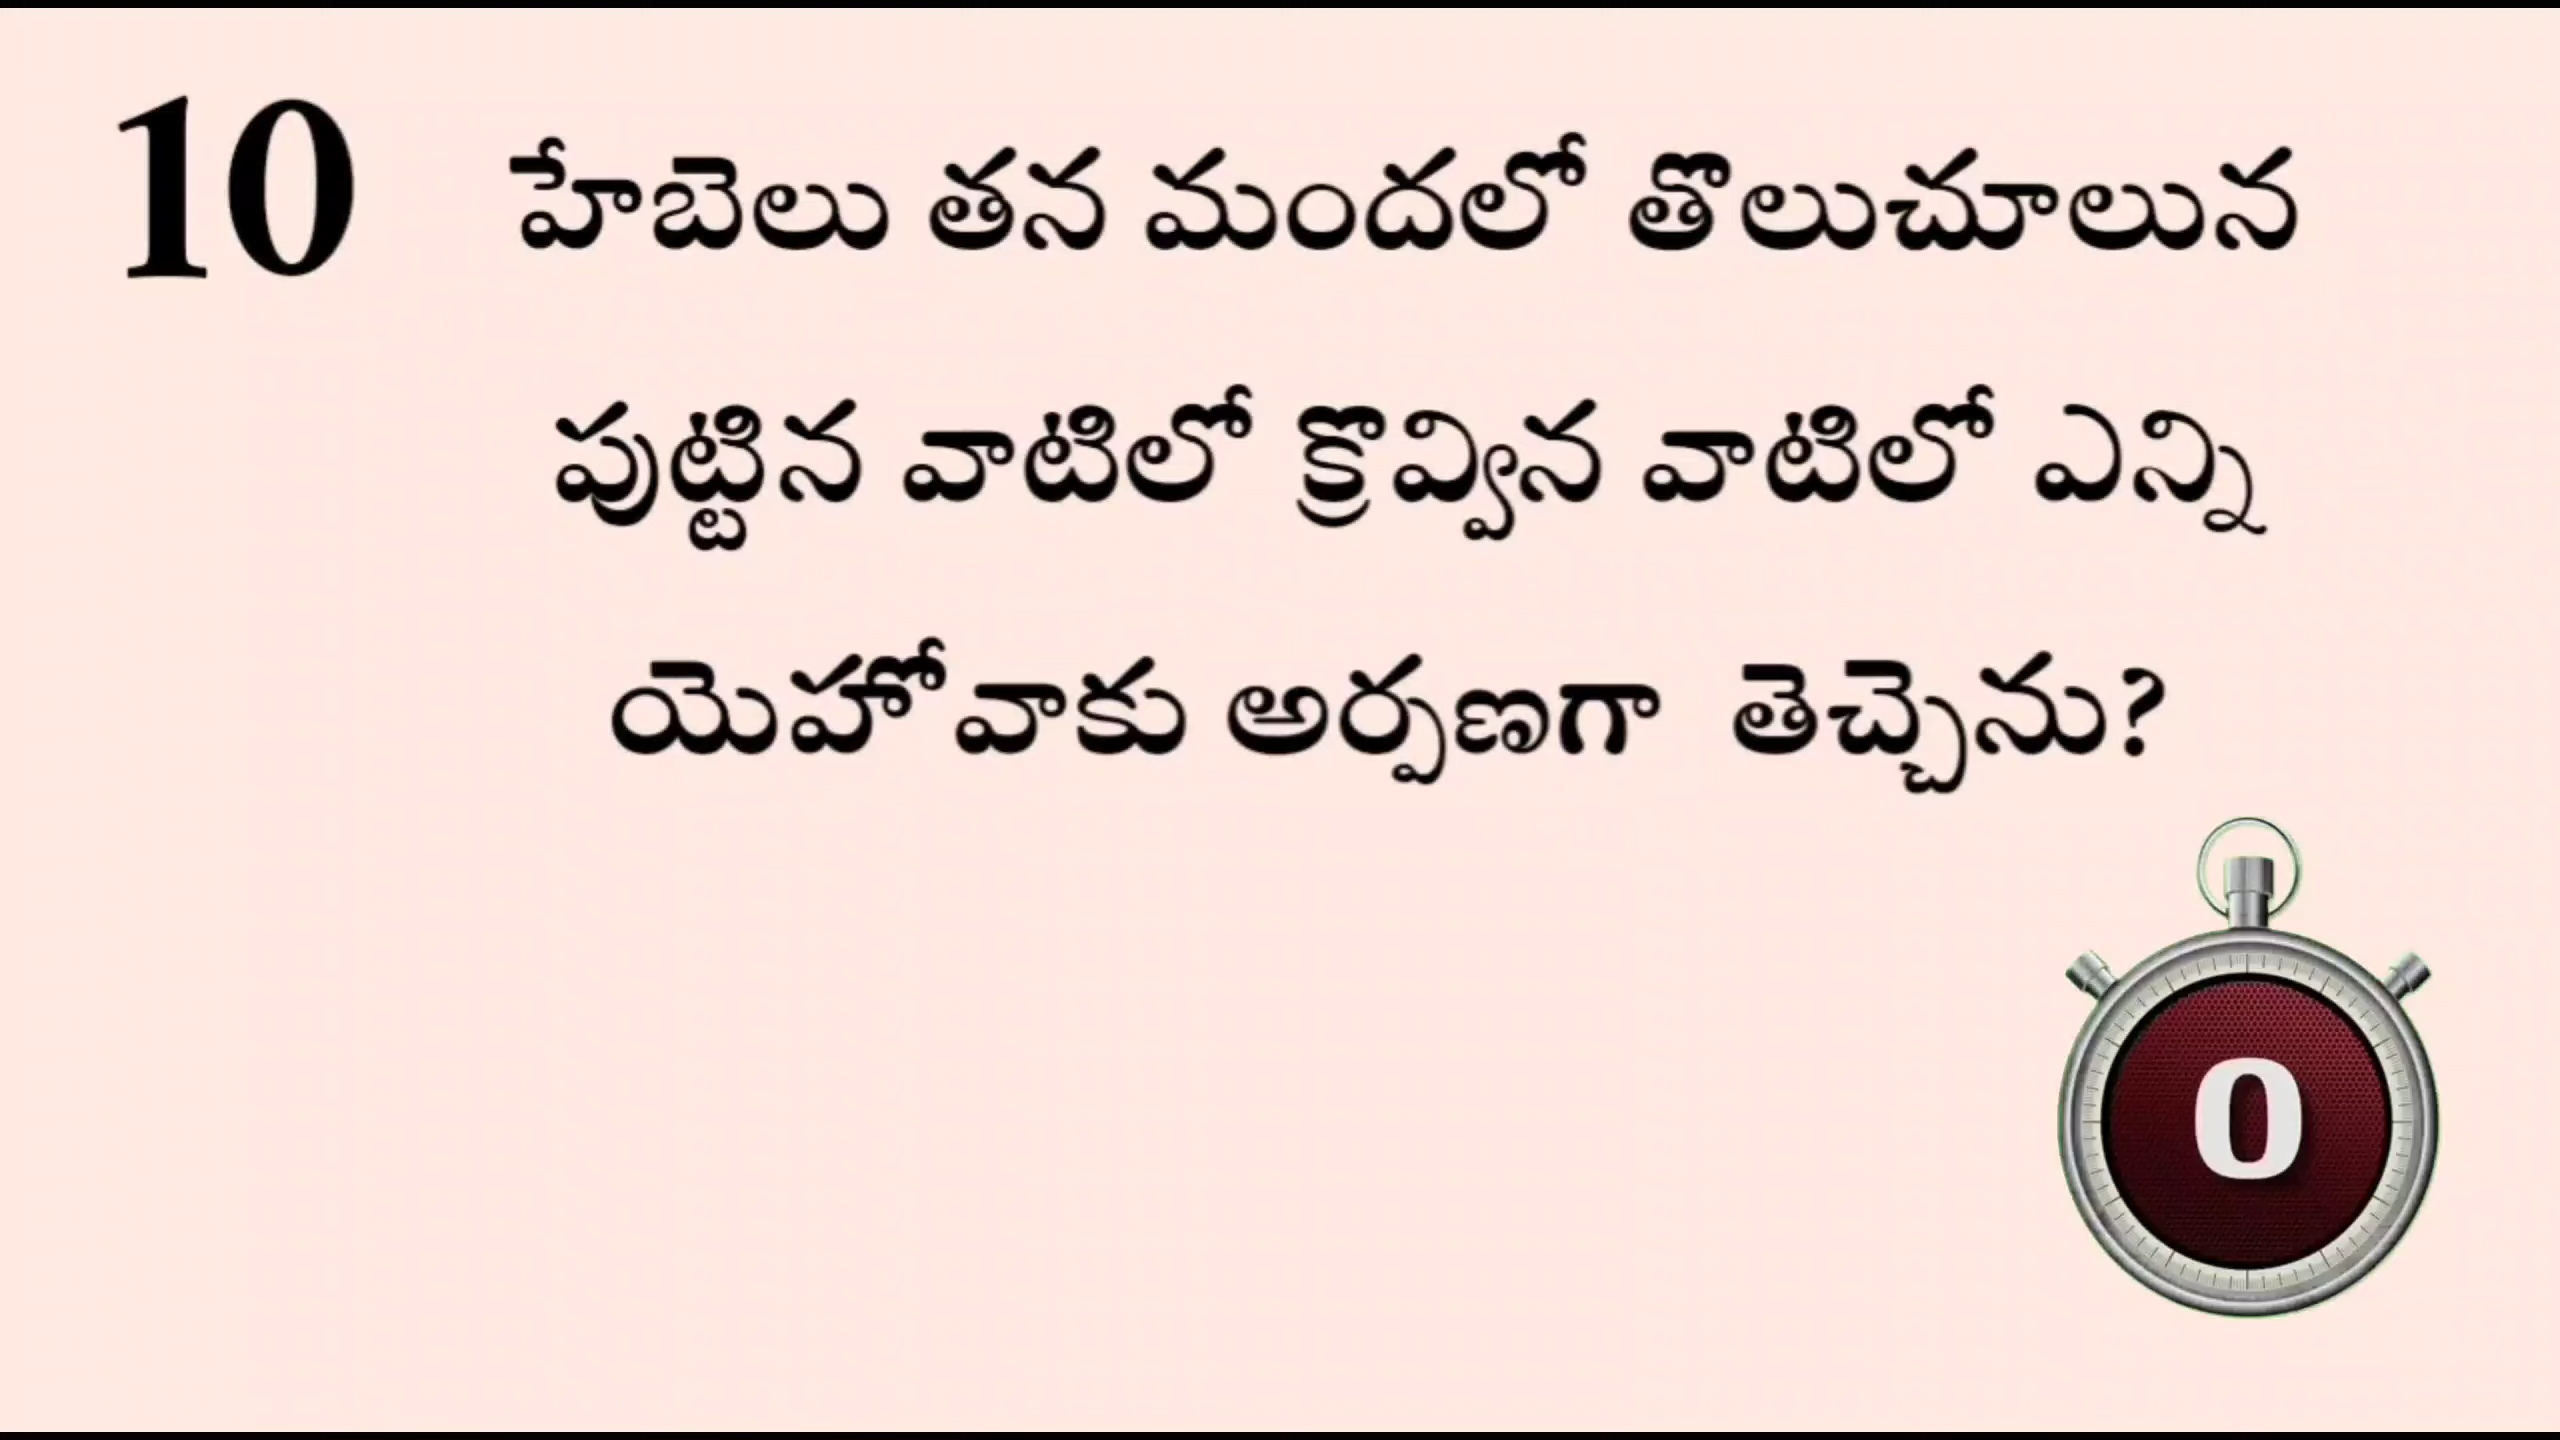 10 హేబెలు తన మందలో తొలుచూలున
పుట్టిన వాటిలో క్రొవ్విన వాటిలో ఎన్ని
యెహోవాకు అర్పణగా తెచ్చెను?
0